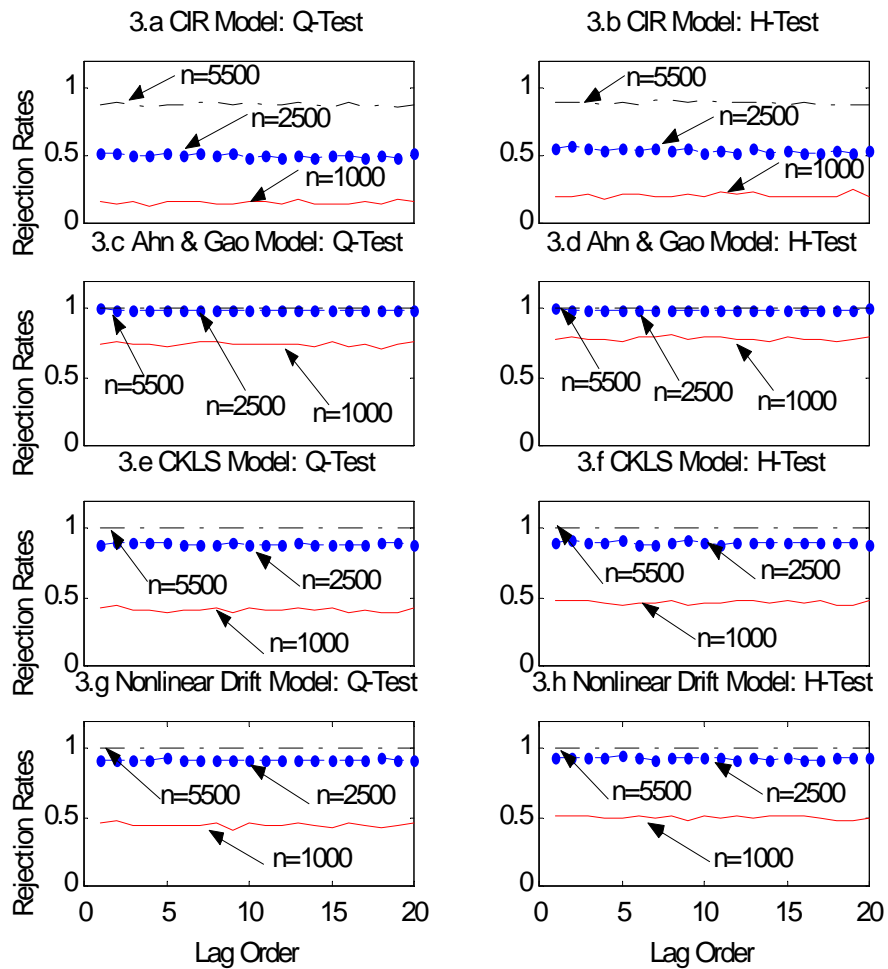 3.a CIR Model: Q-Test
3.b CIR Model: H-Test
Rejection Rates
1
0.5
0
n=5500
n=2500
n=1000
1
0.5
0
n=5500
n=2500
n=1000
3.c Ahn & Gao Model: Q-Test
3.d Ahn & Gao Model: H-Test
Rejection Rates
1
0.5
0
n=5500
n=2500
n=1000
1
0.5
0
n=5500
n=2500
n=1000
3.e CKLS Model: Q-Test
3.f CKLS Model: H-Test
Rejection Rates
1
0.5
0
n=5500
n=2500
n=1000
1
0.5
0
n=5500
n=2500
n=1000
3.g Nonlinear Drift Model: Q-Test
3.h Nonlinear Drift Model: H-Test
Rejection Rates
1
0.5
0
n=5500
n=2500
n=1000
0 5 10 15 20
Lag Order
1
0.5
0
n=5500
n=2500
n=1000
0 5 10 15 20
Lag Order